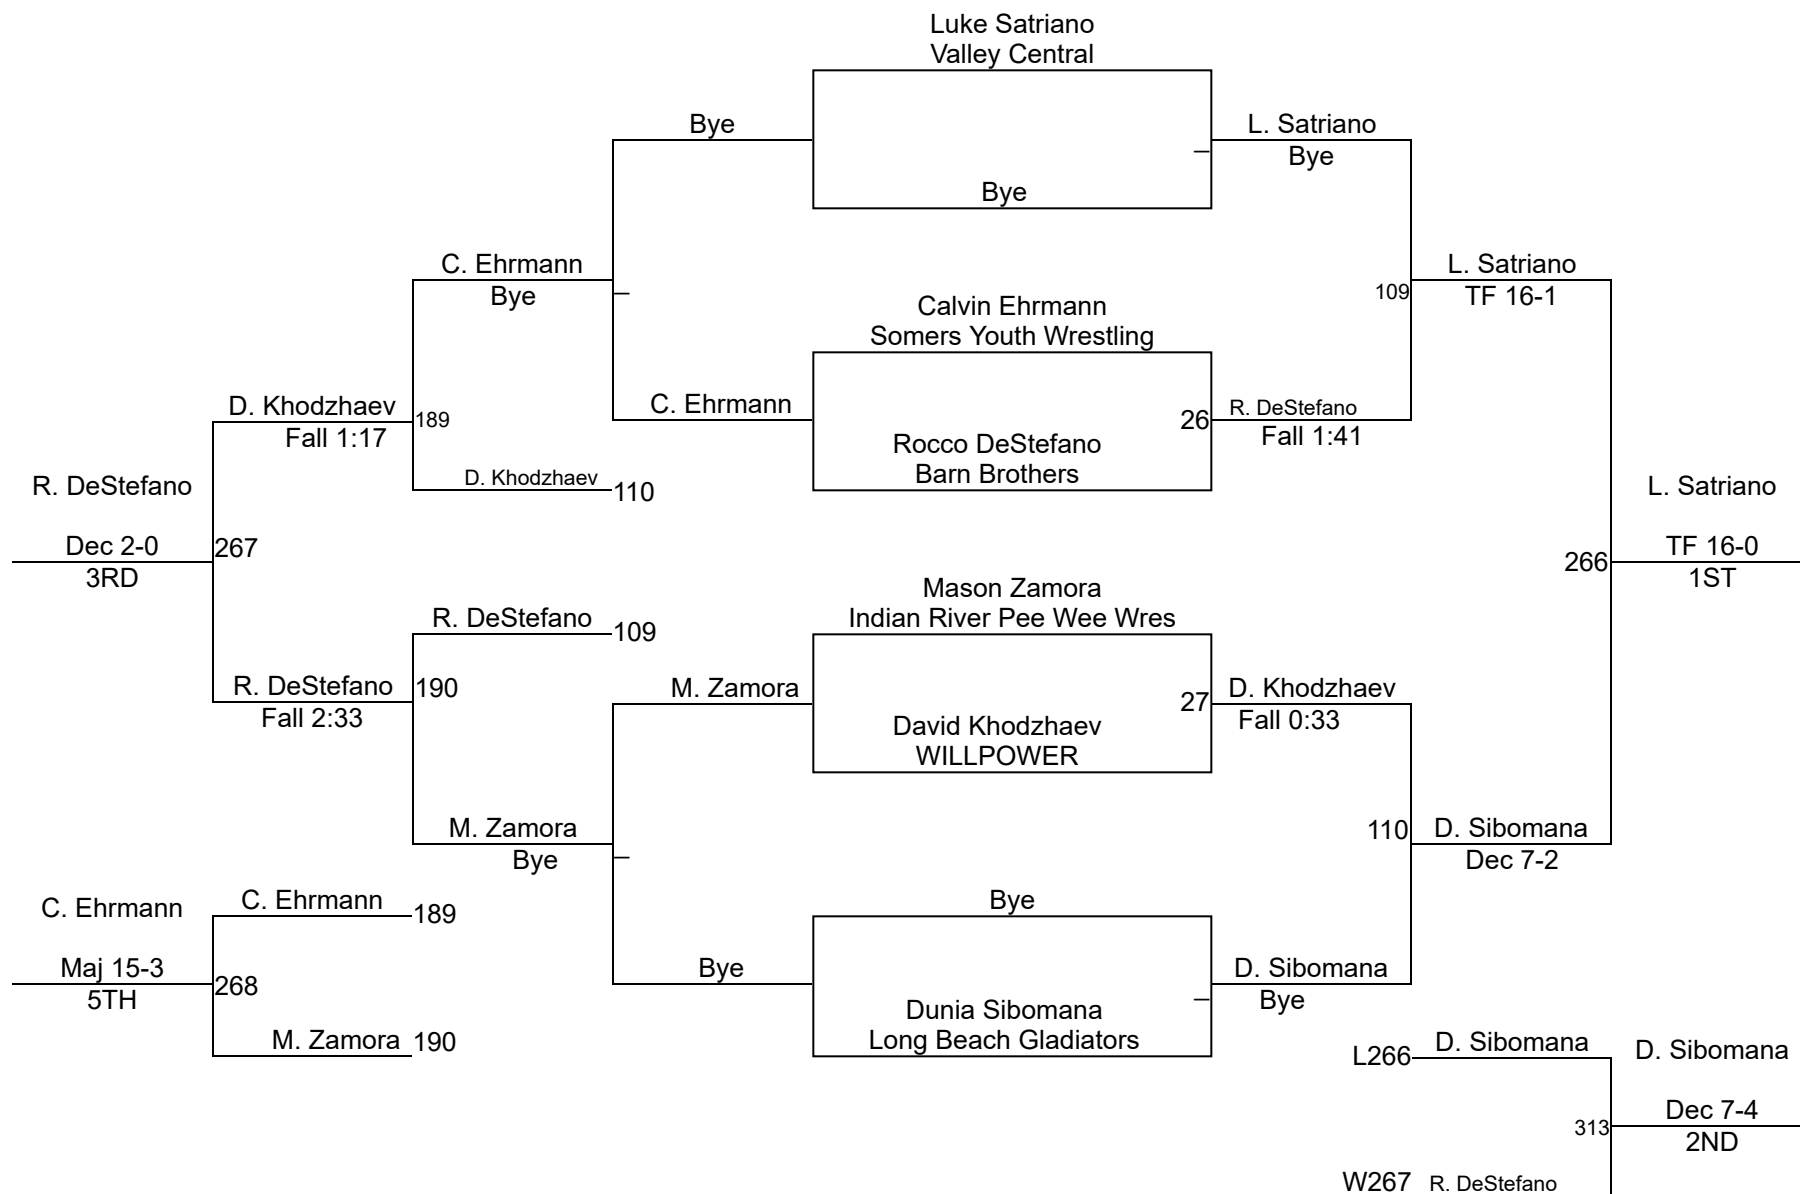 Luke Satriano
Valley Central
Bye
L. Satriano
Bye
Bye
C. Ehrmann
Bye
L. Satriano
109
TF 16-1
Calvin Ehrmann
Somers Youth Wrestling
D. Khodzhaev
189
Fall 1:17
C. Ehrmann
26
R. DeStefano
Fall 1:41
Rocco DeStefano
Barn Brothers
D. Khodzhaev
110
R. DeStefano
L. Satriano
Dec 2-0
267
3RD
266
TF 16-0
1ST
Mason Zamora
Indian River Pee Wee Wres
R. DeStefano
109
R. DeStefano
190
Fall 2:33
M. Zamora
27
D. Khodzhaev
Fall 0:33
David Khodzhaev
WILLPOWER
M. Zamora
Bye
110
D. Sibomana
Dec 7-2
C. Ehrmann
C. Ehrmann
189
Bye
Maj 15-3
268
5TH
Bye
D. Sibomana
Bye
Dunia Sibomana
Long Beach Gladiators
M. Zamora
190
L266
D. Sibomana
D. Sibomana
313
Dec 7-4
2ND
W267
R. DeStefano